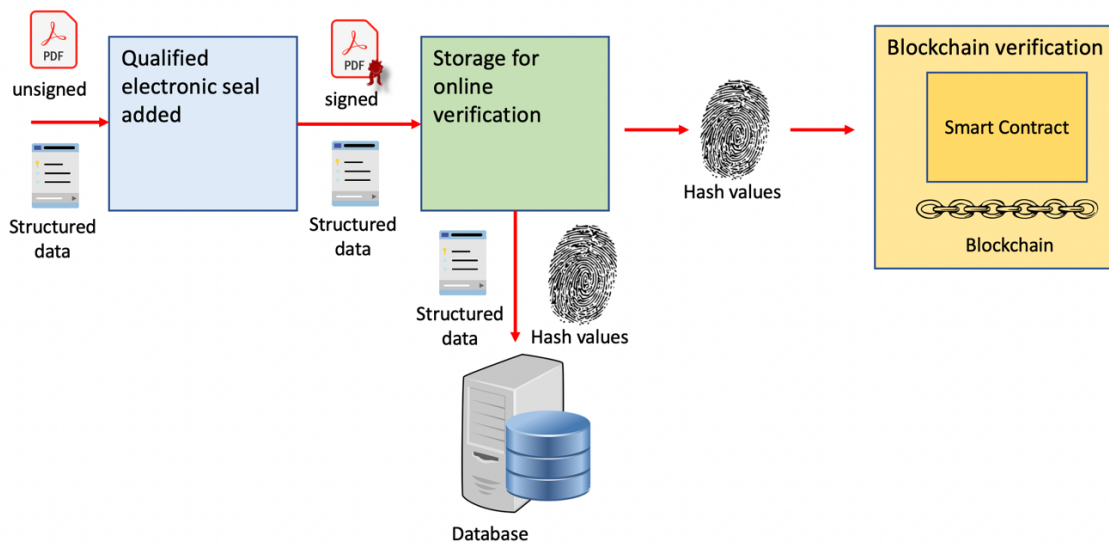 PDF
unsigned
Structured
data
Qualified
electronic seal
added
PDF
signed
Structured
data
Storage for
online
verification
Structured
data
Hash values
Database
Hash values
Blockchain verification
Smart Contract
Blockchain